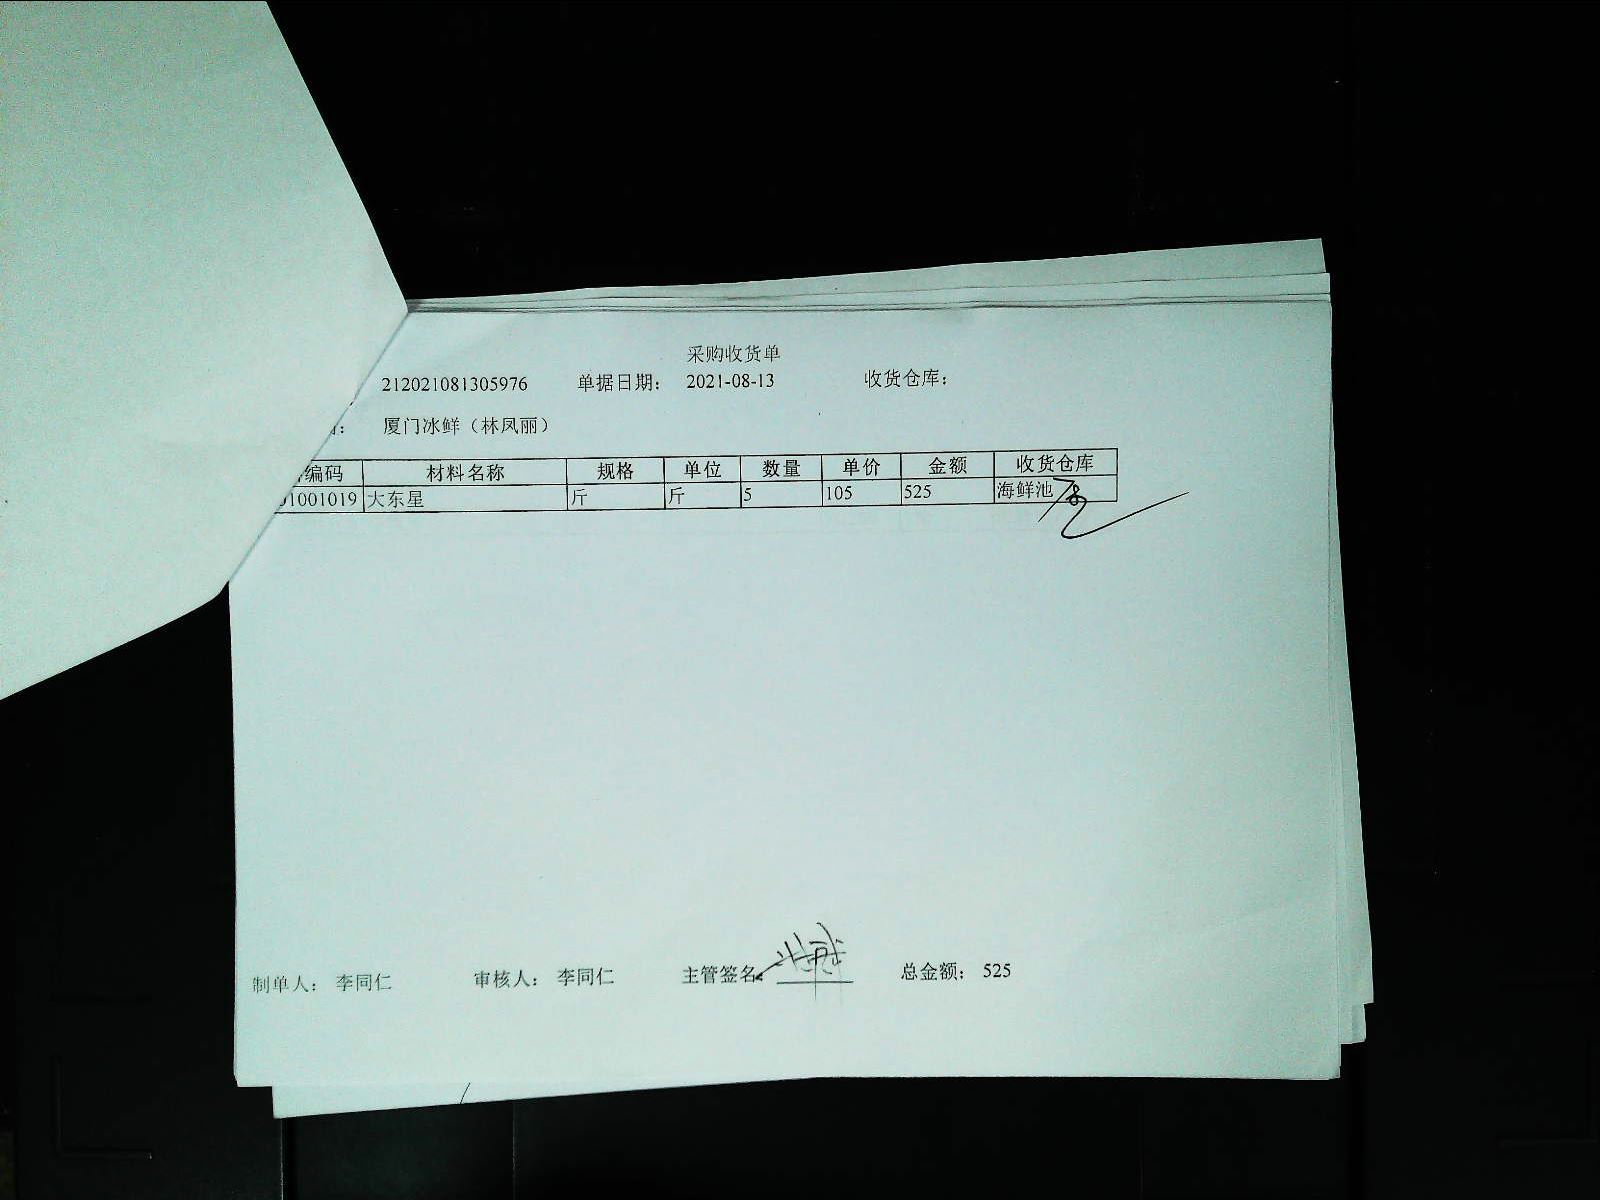 采购收货单
212021081305976 单据日期： 2021-08-13 收货仓库：
： 厦门冰鲜（林凤丽）
编码 材料名称 规格 单位 数量 单价 金额 收货仓库
01001019 大东星 斤 斤 5 105 525 海鲜池
制单人： 李同仁 审核人： 李同仁 主管签名： 总金额； 525